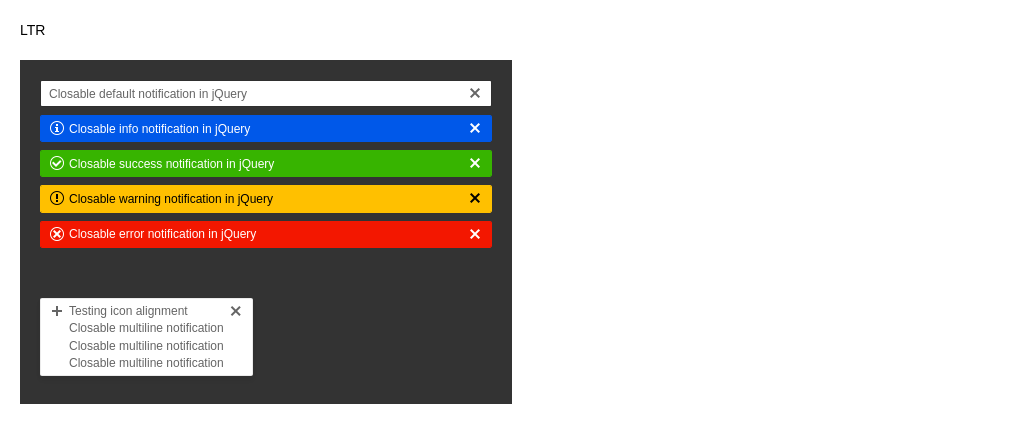 LTR
Closable default notification in jQuery
Closable info notification in jQuery
Closable success notification in jQuery
Closable warning notification in jQuery
Closable error notification in jQuery
Testing icon alignment
Closable multiline notification
Closable multiline notification
Closable multiline notification